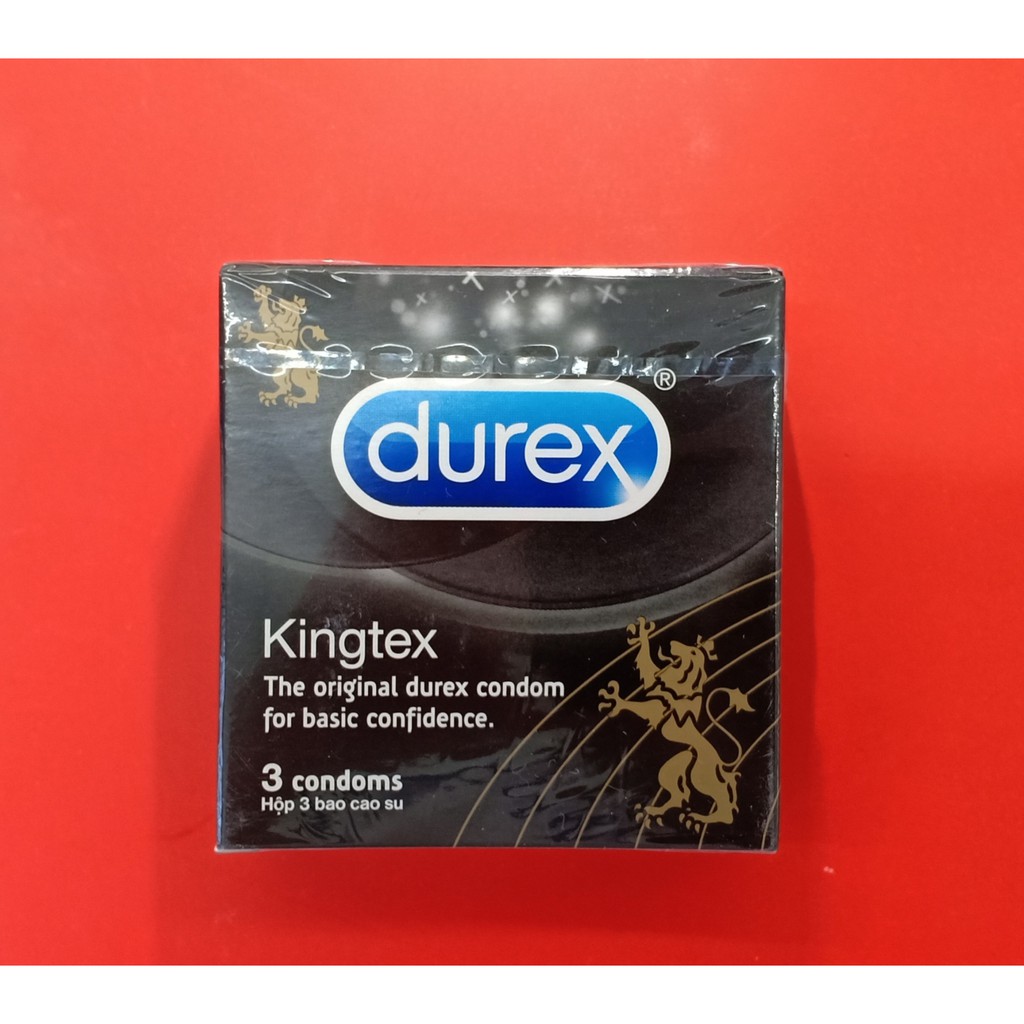 durex®
Kingtex
The original durex condom
for basic confidence.
3 condoms
Hộp 3 bao cao su